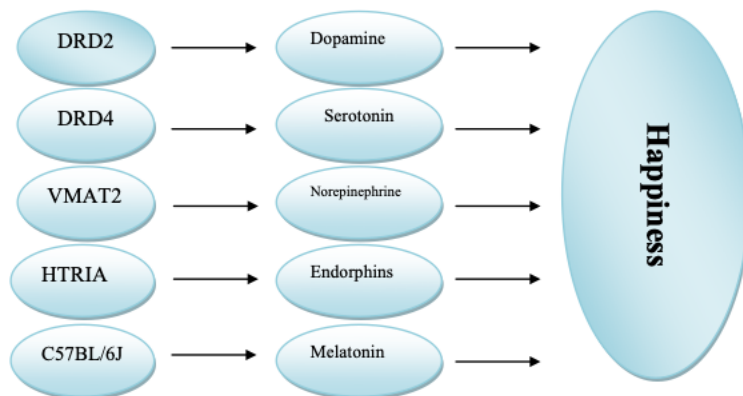 DRD2
Dopamine
DRD4
Serotonin
VMAT2
Norepinephrine
HTRIA
Endorphins
C57BL/6J
Melatonin
Happiness